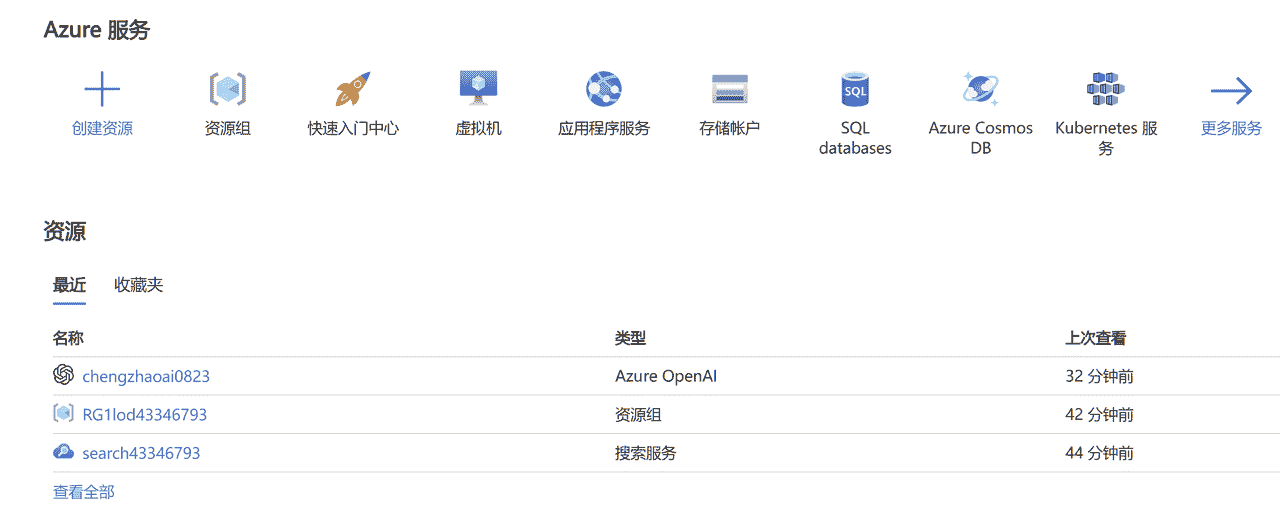 Azure 服务
创建资源
资源组
快速入门中心
虚拟机
应用程序服务
存储帐户
SQL
SQL
databases
Azure Cosmos
DB
Kubernetes 服
务
更多服务
资源
最近 收藏夹
名称 类型 上次查看
chengzhaoai0823 Azure OpenAI 32 分钟前
RG1lod43346793 资源组 42 分钟前
search43346793 搜索服务 44 分钟前
查看全部